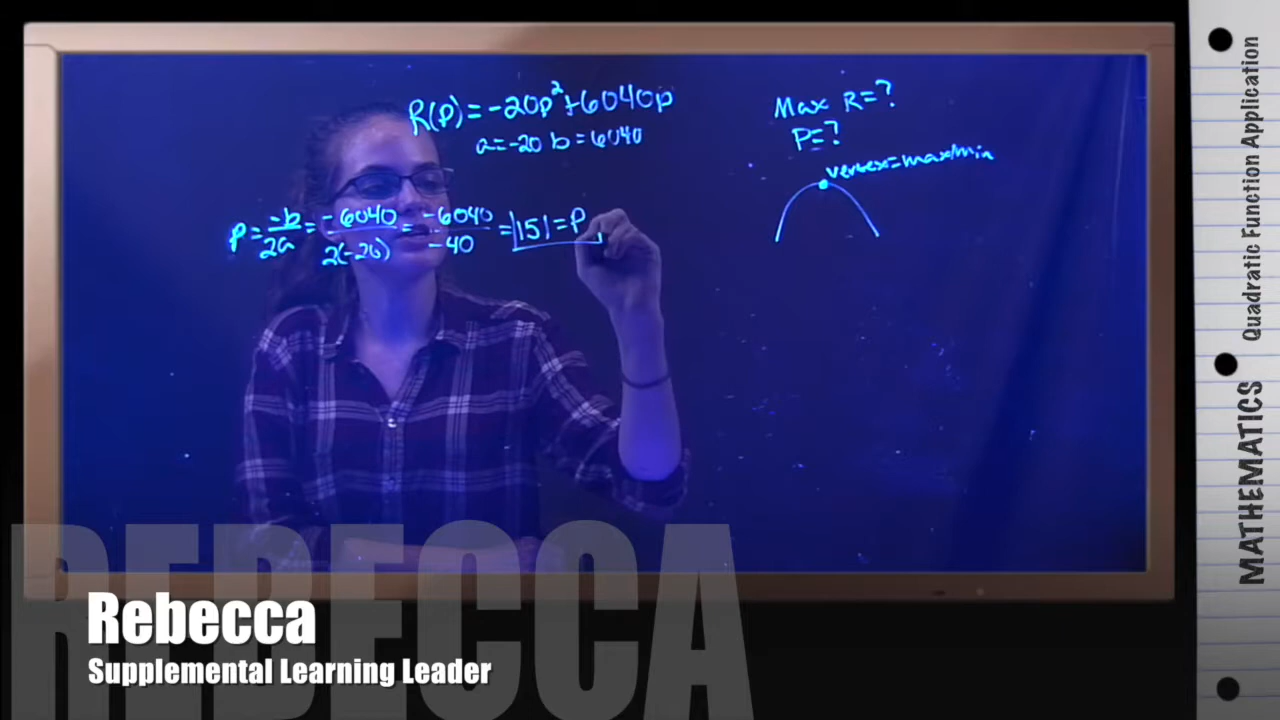 R(P)=-20p²+6040p
a=-20 b=6040
Max R=?
P=?
vertex=max/min
P=-b/2a=-6040/2(-20)=-6040/-40=151=P
REBECCA
Rebecca
Supplemental Learning Leader
MATHEMATICS Quadratic Function Application